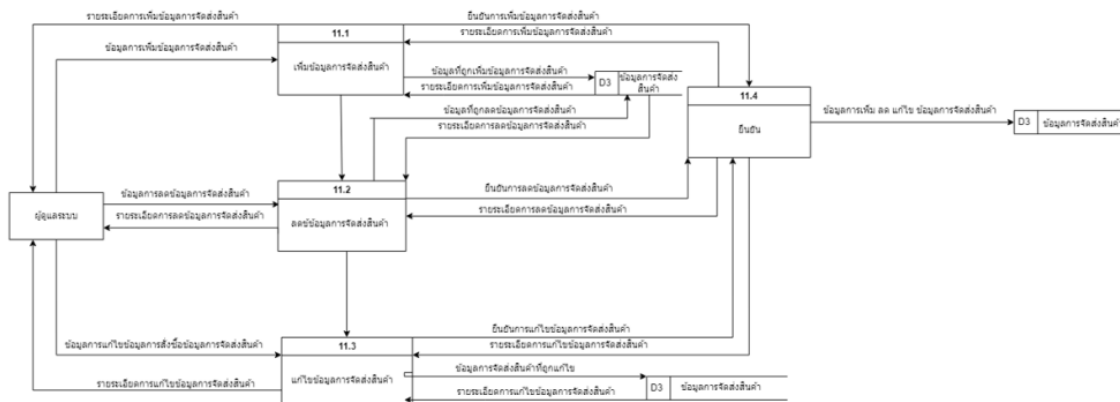 รายระเอียดการเพิ่มข้อมูลการจัดส่งสินค้า
ยืนยันการเพิ่มข้อมูลการจัดส่งสินค้า
11.1
รายระเอียดการเพิ่มข้อมูลการจัดส่งสินค้า
ข้อมูลการเพิ่มข้อมูลการจัดส่งสินค้า
เพิ่มข้อมูลการจัดส่งสินค้า
ข้อมูลที่ถูกเพิ่มข้อมูลการจัดส่งสินค้า
รายระเอียดการเพิ่มข้อมูลการจัดส่งสินค้า
D3
ข้อมูลการจัดส่ง
สินค้า
11.4
ยืนยัน
ข้อมูลการเพิ่ม ลด แก้ไข ข้อมูลการจัดส่งสินค้า
D3
ข้อมูลการจัดส่งสินค้า
ข้อมูลที่ถูกลดข้อมูลการจัดส่งสินค้า
รายระเอียดการลดข้อมูลการจัดส่งสินค้า
11.2
ข้อมูลการลดข้อมูลการจัดส่งสินค้า
ยืนยันการลดข้อมูลการจัดส่งสินค้า
ผู้ดูแลระบบ
รายระเอียดการลดข้อมูลการจัดส่งสินค้า
ลดข้ข้อมูลการจัดส่งสินค้า
รายระเอียดการลดข้อมูลการจัดส่งสินค้า
ยืนยันการแก้ไขข้อมูลการจัดส่งสินค้า
ข้อมูลการแก้ไขข้อมูลการสั่งซื้อข้อมูลการจัดส่งสินค้า
11.3
รายระเอียดการแก้ไขข้อมูลการจัดส่งสินค้า
ข้อมูลการจัดส่งสินค้าที่ถูกแก้ไข
รายระเอียดการแก้ไขข้อมูลการจัดส่งสินค้า
แก้ไขข้อมูลการจัดส่งสินค้า
รายระเอียดการแก้ไขข้อมูลการจัดส่งสินค้า
D3
ข้อมูลการจัดส่งสินค้า